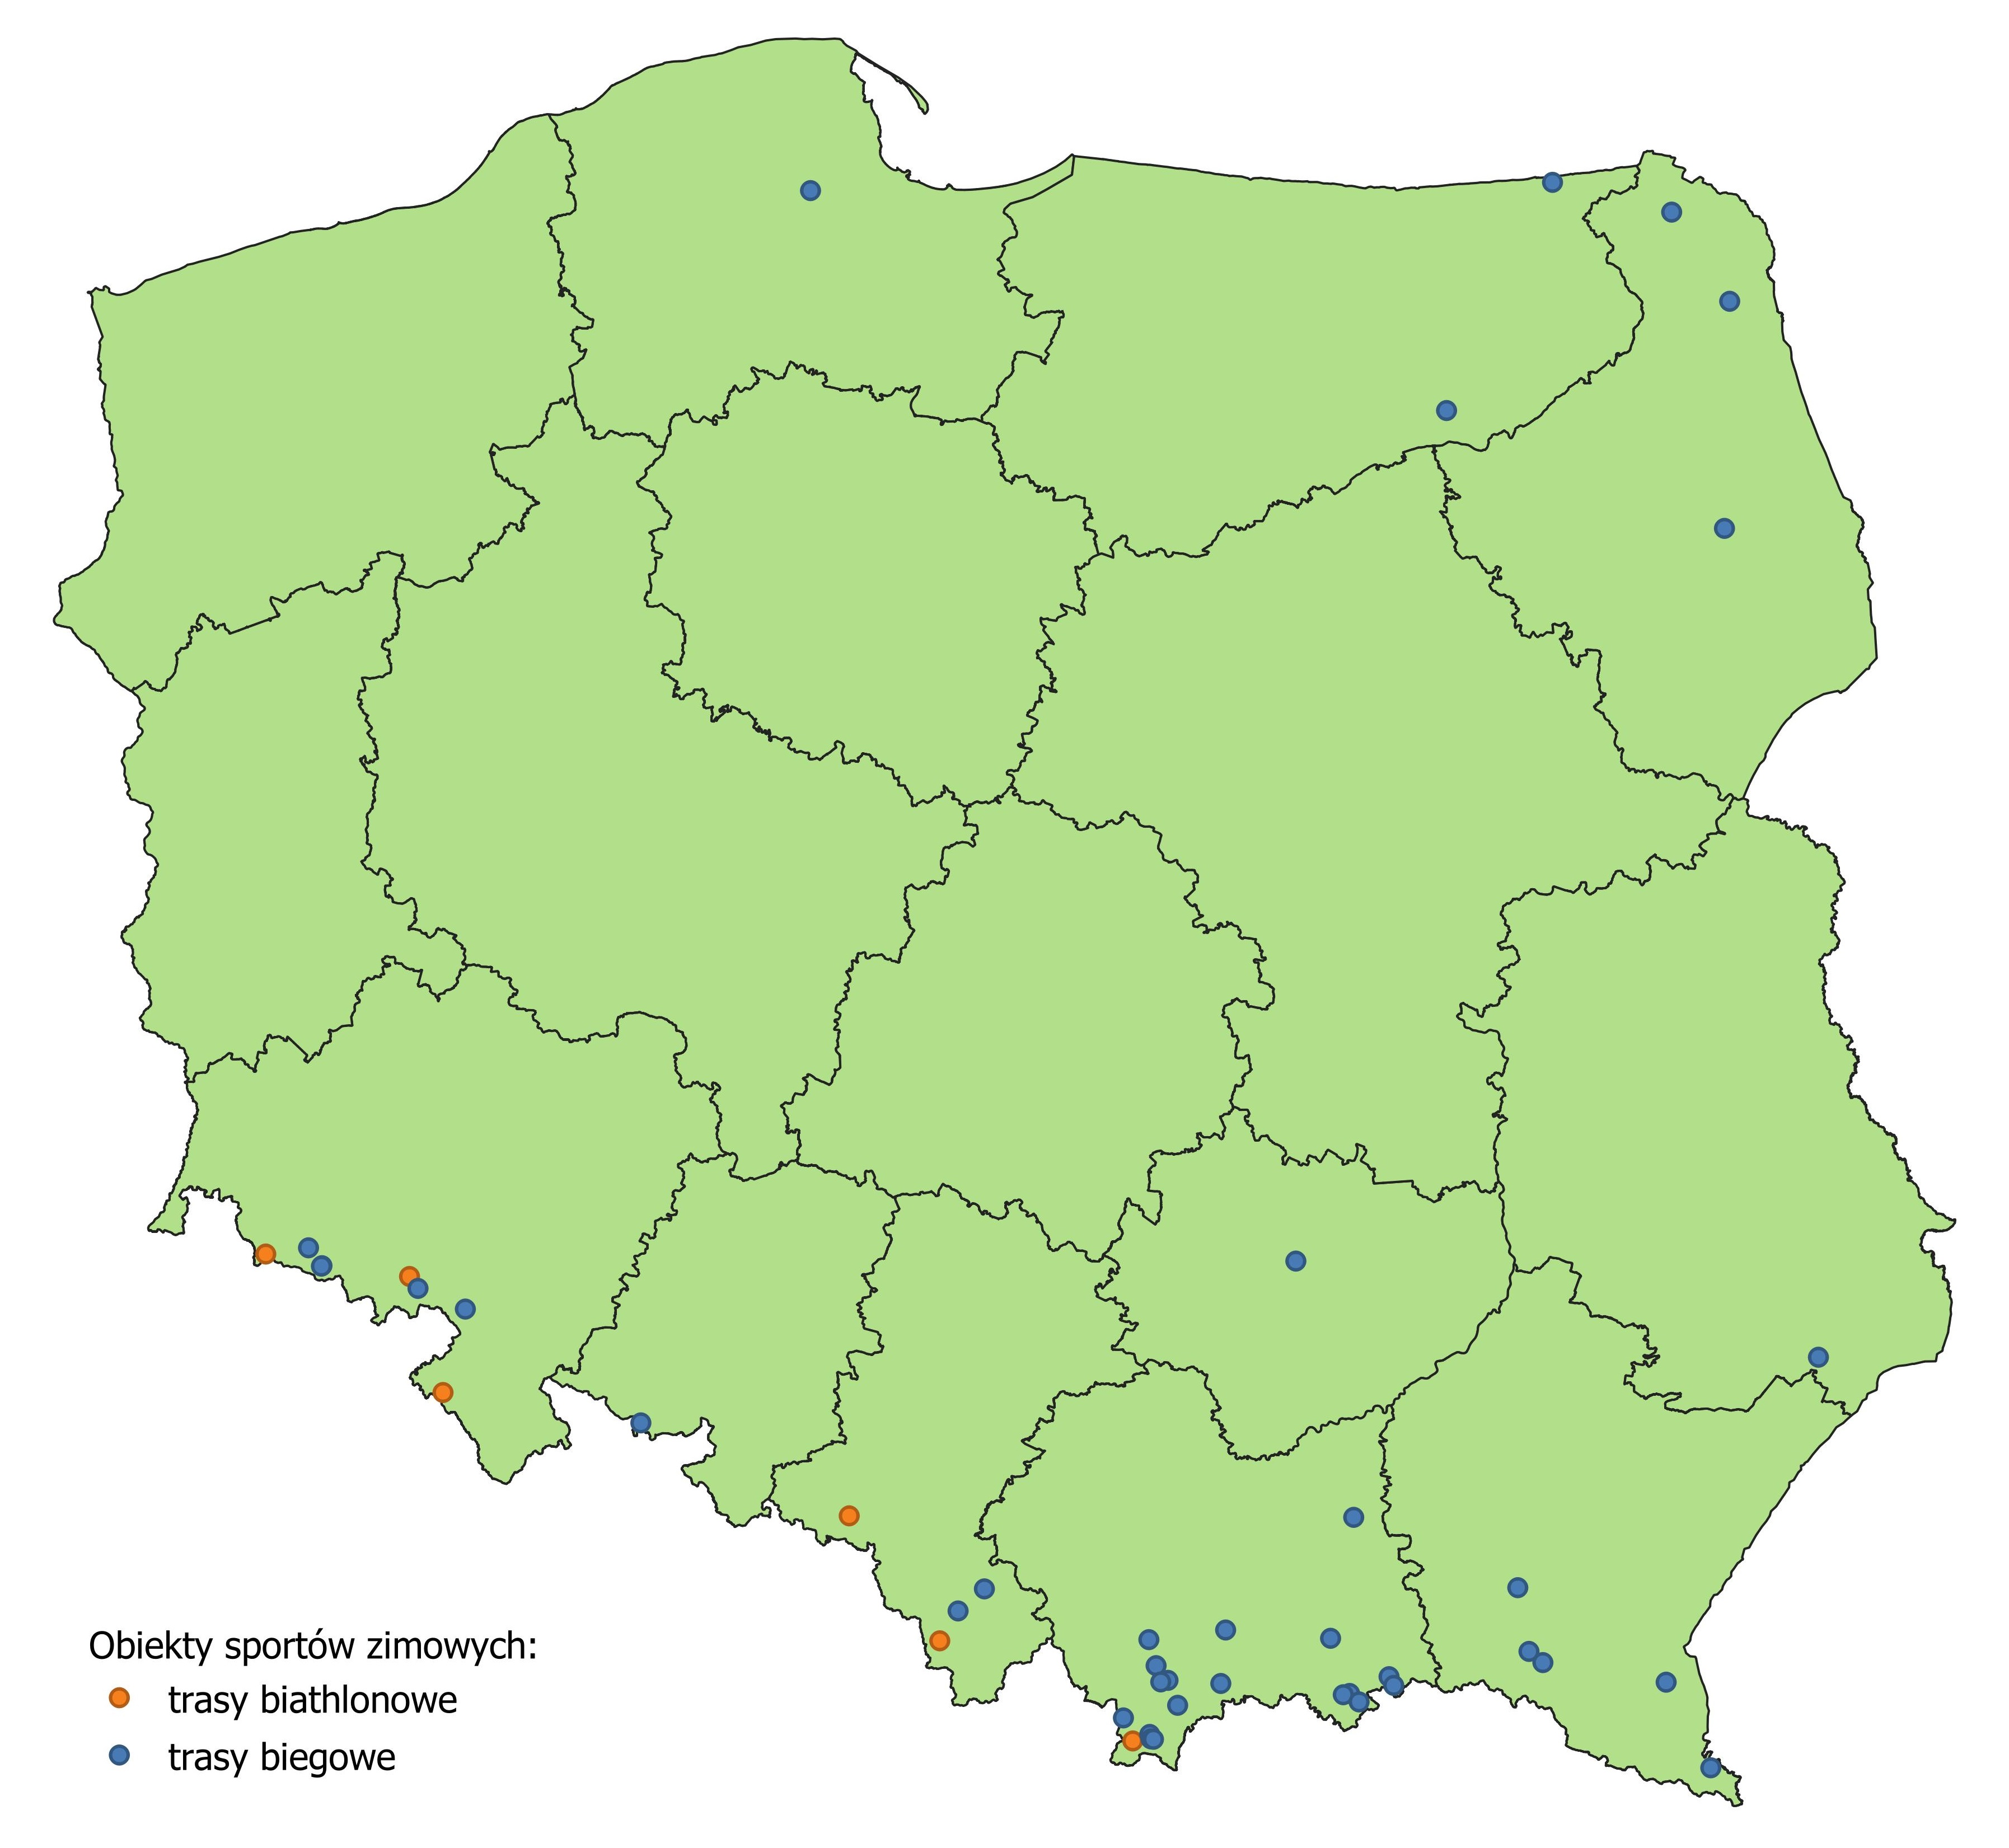 Obiekty sportów zimowych:
trasy biathlonowe
trasy biegowe